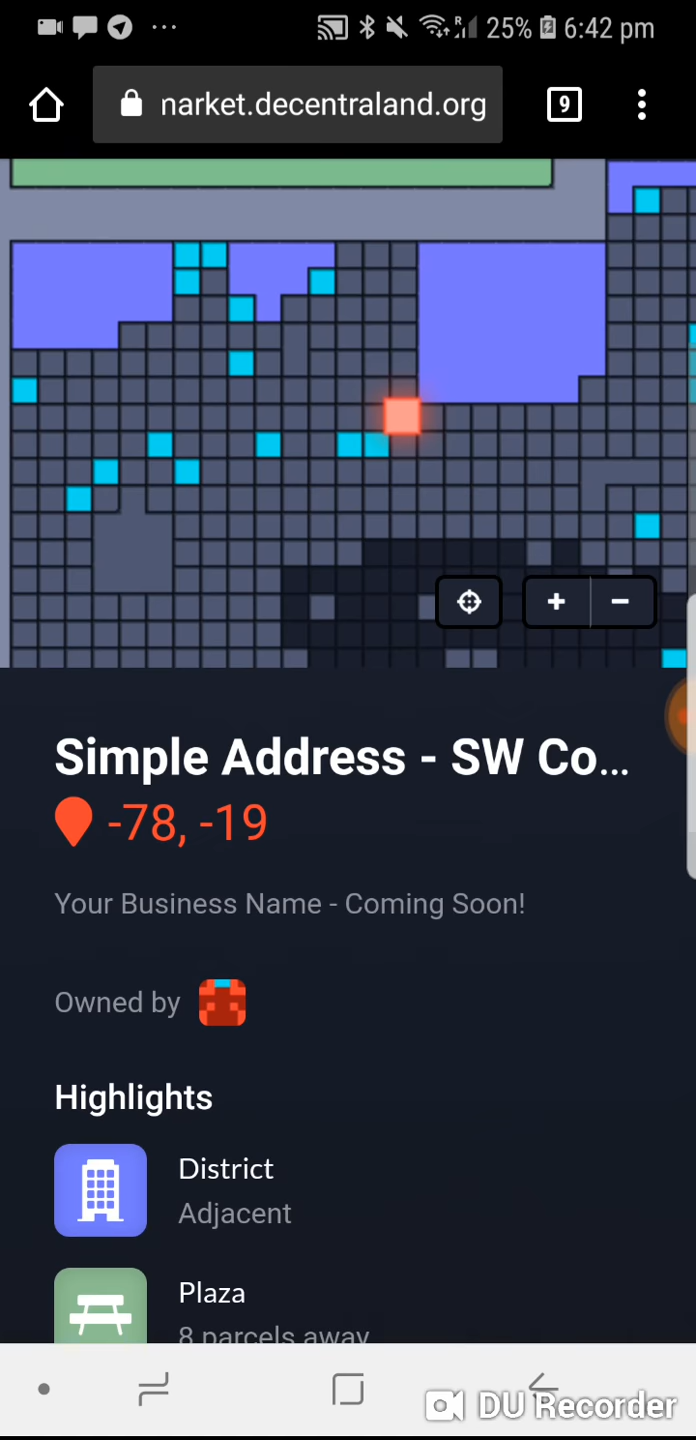 25% 6:42 pm
narket.decentraland.org 9
Simple Address - SW Co...
-78, -19
Your Business Name - Coming Soon!
Owned by
Highlights
District
Adjacent
Plaza
8 parcels away
DU Recorder